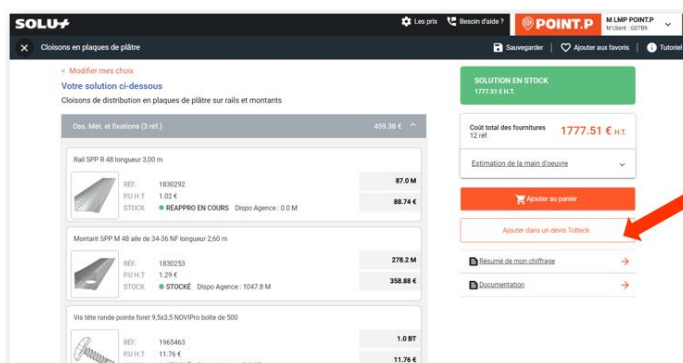 SOLU+
Les prix
Besoin d'aide ?
POINT.P
M LMP POINT.P
N°client : G07B9
Cloisons en plaques de plâtre
Sauvegarder
Ajouter aux favoris
Tutoriel
< Modifier mes choix
Votre solution ci-dessous
Cloisons de distribution en plaques de plâtre sur rails et montants
Oss. Mét. et fixations (3 réf.)
459.38 €
Rail SPP R 48 longueur 3,00 m
RÉF. 1830292
P.U H.T 1.02 €
STOCK RÉAPPRO EN COURS Dispo Agence : 0.0 M
87.0 M
88.74 €
Montant SPP M 48 aile de 34-36 NF longueur 2,60 m
RÉF. 1830253
P.U H.T 1.29 €
STOCK STOCKÉ Dispo Agence : 1047.8 M
278.2 M
358.88 €
Vis tête ronde pointe foret 9,5x3,5 NOVIPro boite de 500
RÉF. 1965463
P.U H.T 11.76 €
1.0 BT
11.76 €
SOLUTION EN STOCK
1777.51 € H.T.
Coût total des fournitures
12 réf.
1777.51 € H.T.
Estimation de la main d'oeuvre
Ajouter au panier
Ajouter dans un devis Tolteck
Résumé de mon chiffrage
Documentation